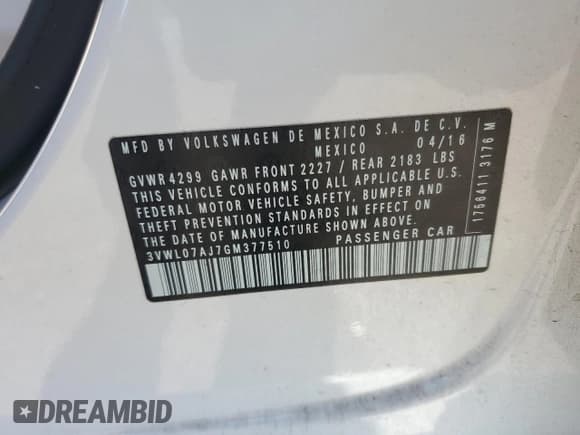 MFD BY VOLKSWAGEN DE MEXICO S.A. DE C.V.
MEXICO 04/16
GVWR 4299 GAWR FRONT 2227 / REAR 2183 LBS
THIS VEHICLE CONFORMS TO ALL APPLICABLE U.S.
FEDERAL MOTOR VEHICLE SAFETY, BUMPER AND
THEFT PREVENTION STANDARDS IN EFFECT ON
THE DATE OF MANUFACTURE SHOWN ABOVE.
3VWL07AJ7GM377510 PASSENGER CAR
1766411 3176 M
DREAMBID